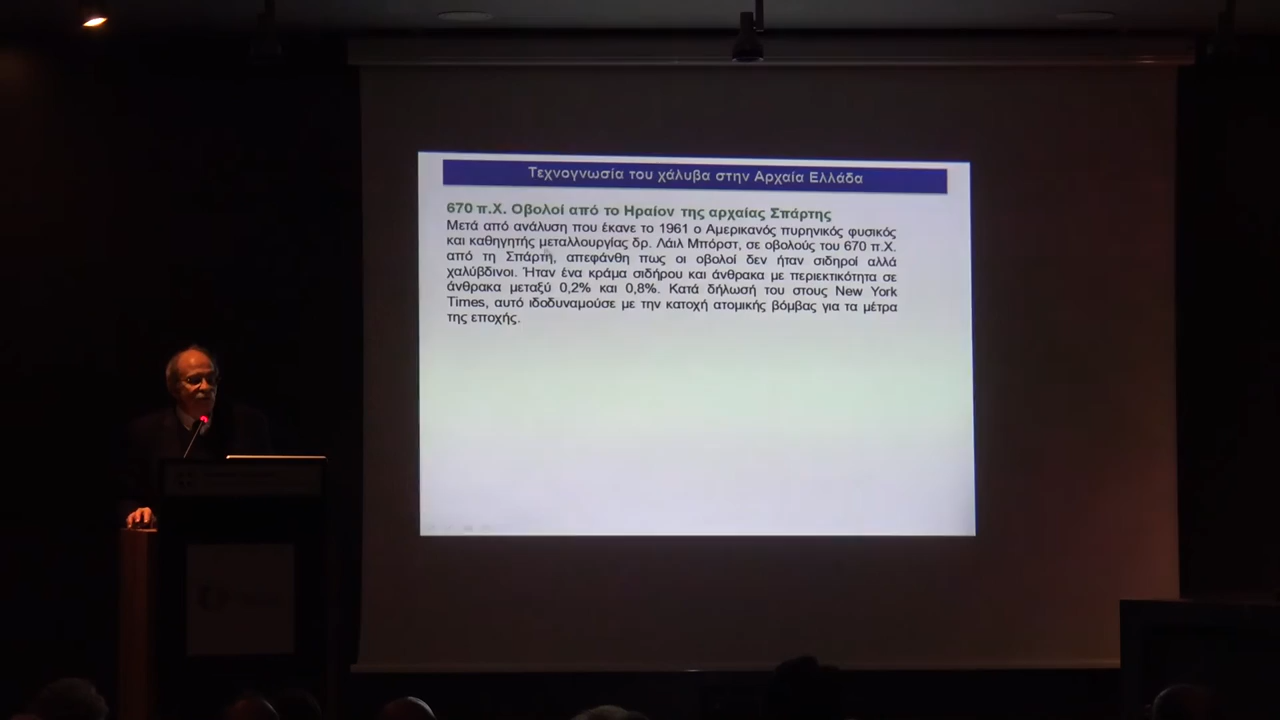 Τεχνογνωσία του χάλυβα στην Αρχαία Ελλάδα
670 π.Χ. Οβολοί από το Ηραίον της αρχαίας Σπάρτης
Μετά από ανάλυση που έκανε το 1961 ο Αμερικανός πυρηνικός φυσικός
και καθηγητής μεταλλουργίας δρ. Λάιλ Μπόρστ, σε οβολούς του 670 π.Χ.
από τη Σπάρτη, απεφάνθη πως οι οβολοί δεν ήταν σιδηροί αλλά
χαλύβδινοι. Ήταν ένα κράμα σιδήρου και άνθρακα με περιεκτικότητα σε
άνθρακα μεταξύ 0,2% και 0,8%. Κατά δήλωσή του στους New York
Times, αυτό ιδοδυναμούσε με την κατοχή ατομικής βόμβας για τα μέτρα
της εποχής.